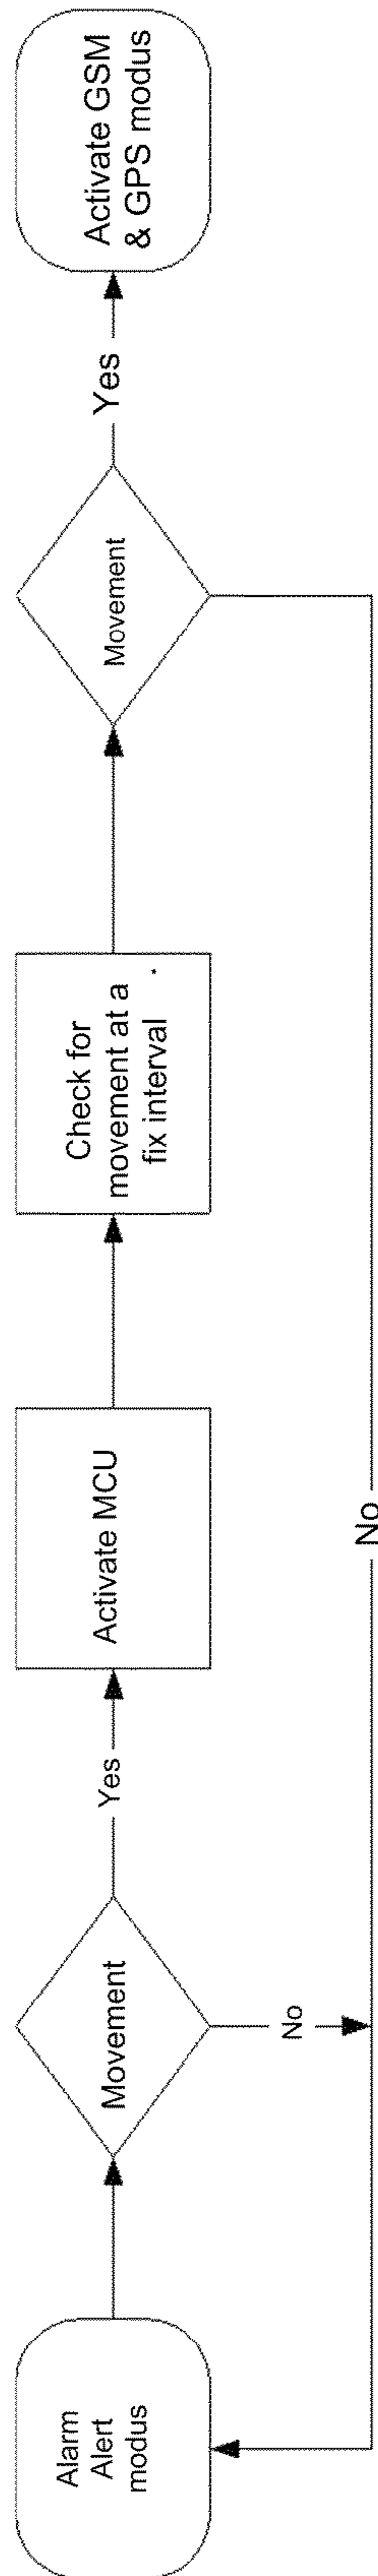 Alarm
Alert
modus
Movement
Yes
No
Activate MCU
Check for
movement at a
fix interval
Movement
Yes
No
Activate GSM
& GPS modus